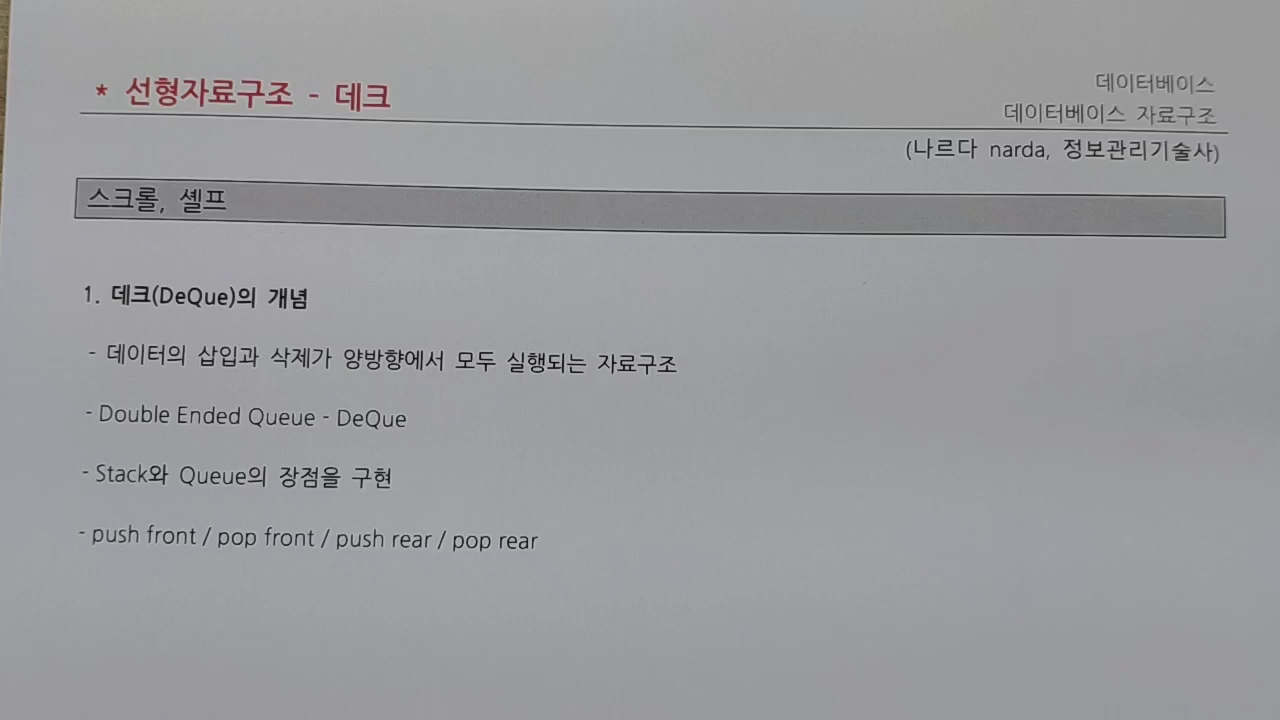 * 선형자료구조 - 데크
데이터베이스
데이터베이스 자료구조
(나르다 narda, 정보관리기술사)
스크롤, 셸프
1. 데크(DeQue)의 개념
- 데이터의 삽입과 삭제가 양방향에서 모두 실행되는 자료구조
- Double Ended Queue - DeQue
- Stack와 Queue의 장점을 구현
- push front / pop front / push rear / pop rear